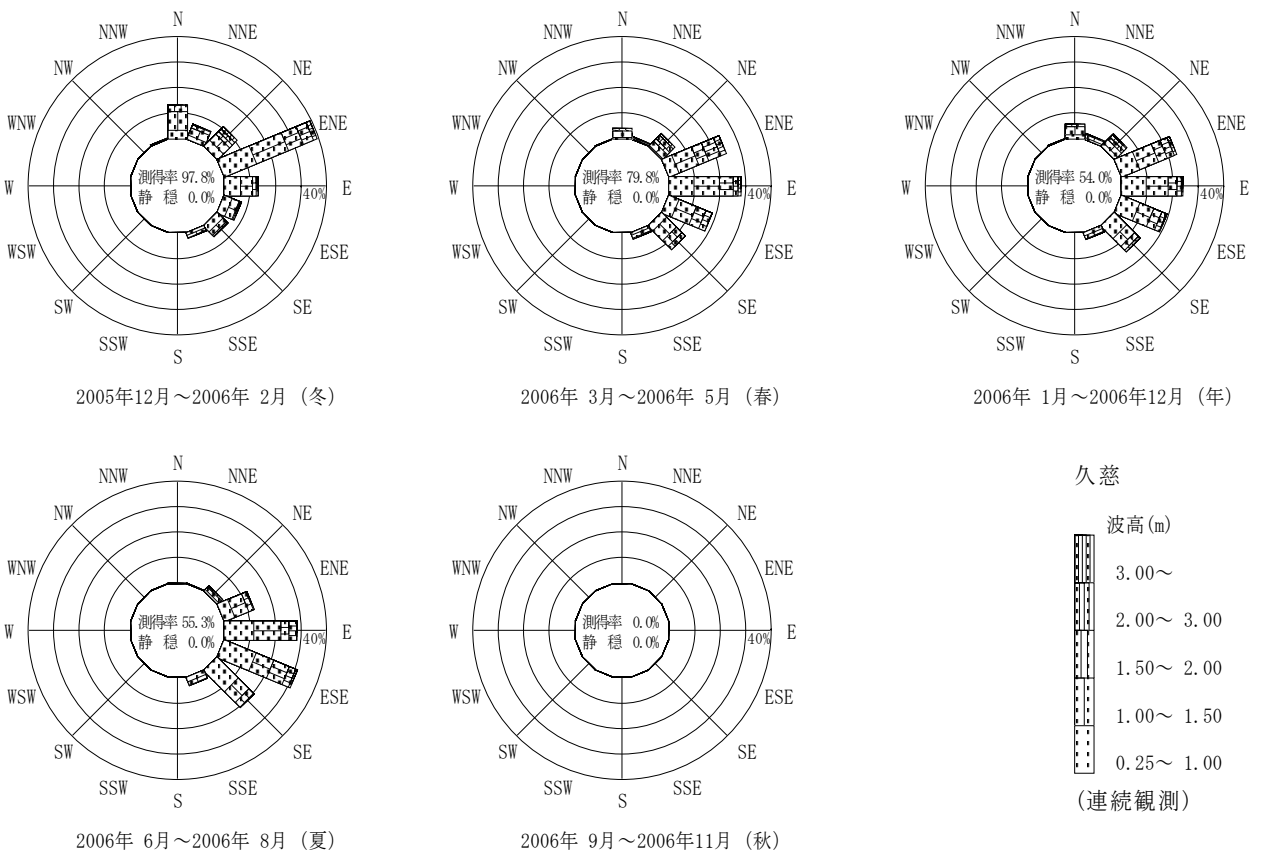 N
NNW NNE
NW NE
WNW ENE
測得率 97.8%
W 40% E
静 穏 0.0%
WSW ESE
SW SE
SSW SSE
S
2005年12月～2006年 2月 (冬)
N
NNW NNE
NW NE
WNW ENE
測得率 79.8%
W 40% E
静 穏 0.0%
WSW ESE
SW SE
SSW SSE
S
2006年 3月～2006年 5月 (春)
N
NNW NNE
NW NE
WNW ENE
測得率 54.0%
W 40% E
静 穏 0.0%
WSW ESE
SW SE
SSW SSE
S
2006年 1月～2006年12月 (年)
N
NNW NNE
NW NE
WNW ENE
測得率 55.3%
W 40% E
静 穏 0.0%
WSW ESE
SW SE
SSW SSE
S
2006年 6月～2006年 8月 (夏)
N
NNW NNE
NW NE
WNW ENE
測得率 0.0%
W 40% E
静 穏 0.0%
WSW ESE
SW SE
SSW SSE
S
2006年 9月～2006年11月 (秋)
久慈
波高(m)
3.00～
2.00～ 3.00
1.50～ 2.00
1.00～ 1.50
0.25～ 1.00
(連続観測)